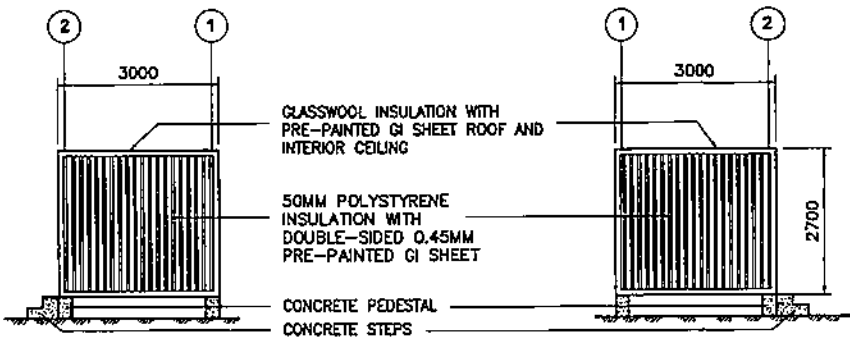 2
1
1
2
3000
3000
GLASSWOOL INSULATION WITH
PRE-PAINTED GI SHEET ROOF AND
INTERIOR CEILING
50MM POLYSTYRENE
INSULATION WITH
DOUBLE-SIDED 0.45MM
PRE-PAINTED GI SHEET
2700
CONCRETE PEDESTAL
CONCRETE STEPS